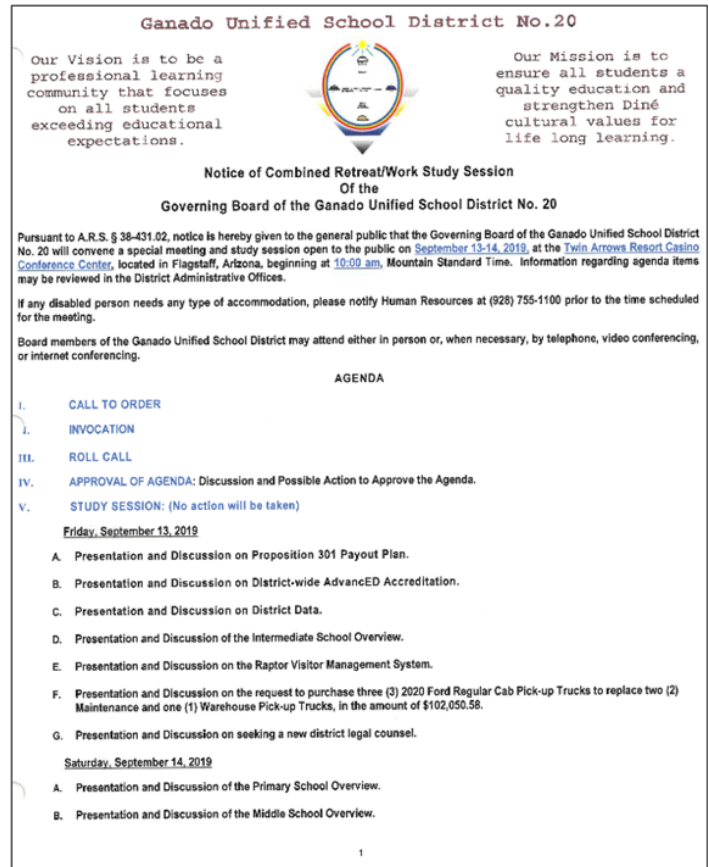 Ganado Unified School District No.20
Our Vision is to be a
professional learning
community that focuses
on all students
exceeding educational
expectations.
Our Mission is to
ensure all students a
quality education and
strengthen Diné
cultural values for
life long learning.
Notice of Combined Retreat/Work Study Session
Of the
Governing Board of the Ganado Unified School District No. 20
Pursuant to A.R.S. § 38-431.02, notice is hereby given to the general public that the Governing Board of the Ganado Unified School District
No. 20 will convene a special meeting and study session open to the public on September 13-14, 2019, at the Twin Arrows Resort Casino
Conference Center, located in Flagstaff, Arizona, beginning at 10:00 am, Mountain Standard Time. Information regarding agenda items
may be reviewed in the District Administrative Offices.
If any disabled person needs any type of accommodation, please notify Human Resources at (928) 755-1100 prior to the time scheduled
for the meeting.
Board members of the Ganado Unified School District may attend either in person or, when necessary, by telephone, video conferencing,
or internet conferencing.
AGENDA
I. CALL TO ORDER
I. INVOCATION
III. ROLL CALL
IV. APPROVAL OF AGENDA: Discussion and Possible Action to Approve the Agenda.
V. STUDY SESSION: (No action will be taken)
Friday, September 13, 2019
A. Presentation and Discussion on Proposition 301 Payout Plan.
B. Presentation and Discussion on District-wide AdvancED Accreditation.
C. Presentation and Discussion on District Data.
D. Presentation and Discussion of the Intermediate School Overview.
E. Presentation and Discussion on the Raptor Visitor Management System.
F. Presentation and Discussion on the request to purchase three (3) 2020 Ford Regular Cab Pick-up Trucks to replace two (2)
Maintenance and one (1) Warehouse Pick-up Trucks, in the amount of $102,050.58.
G. Presentation and Discussion on seeking a new district legal counsel.
Saturday, September 14, 2019
A. Presentation and Discussion of the Primary School Overview.
B. Presentation and Discussion of the Middle School Overview.
1